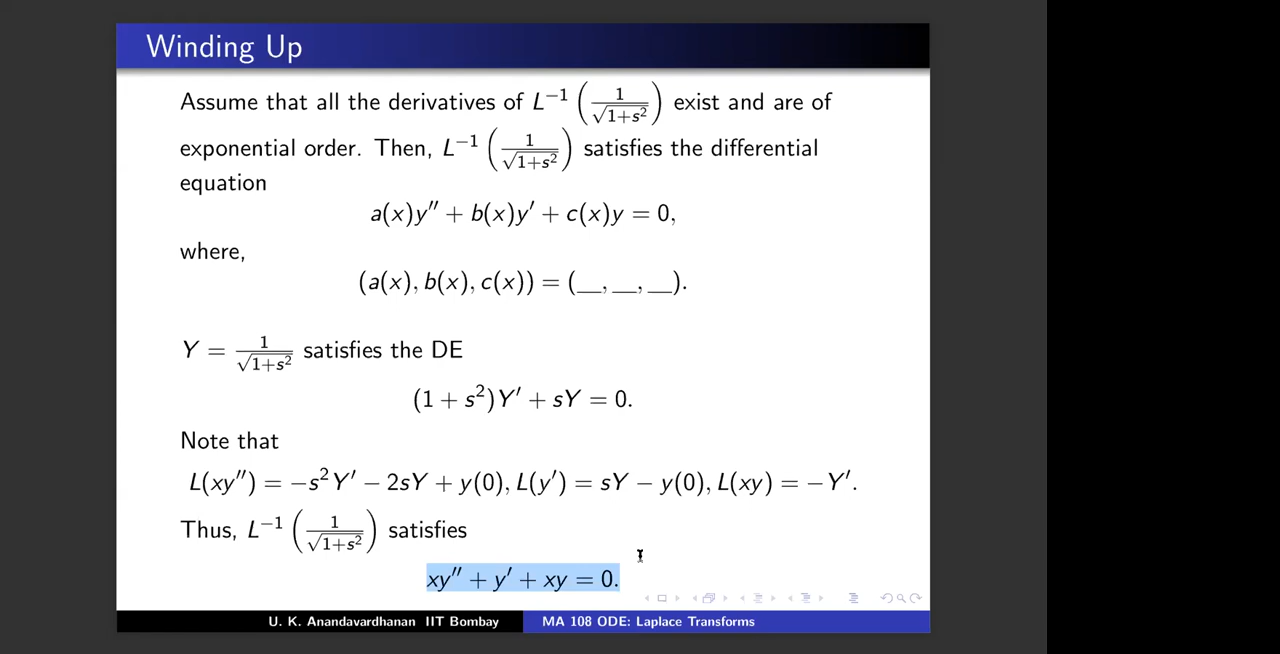 Winding Up
Assume that all the derivatives of L⁻¹(1/√(1+s²)) exist and are of
exponential order. Then, L⁻¹(1/√(1+s²)) satisfies the differential
equation
a(x)y″ + b(x)y′ + c(x)y = 0,
where,
(a(x), b(x), c(x)) = (__, __, __).
Y = 1/√(1+s²) satisfies the DE
(1 + s²)Y′ + sY = 0.
Note that
L(xy″) = −s²Y′ − 2sY + y(0), L(y′) = sY − y(0), L(xy) = −Y′.
Thus, L⁻¹(1/√(1+s²)) satisfies
xy″ + y′ + xy = 0.
U. K. Anandavardhanan IIT Bombay
MA 108 ODE: Laplace Transforms